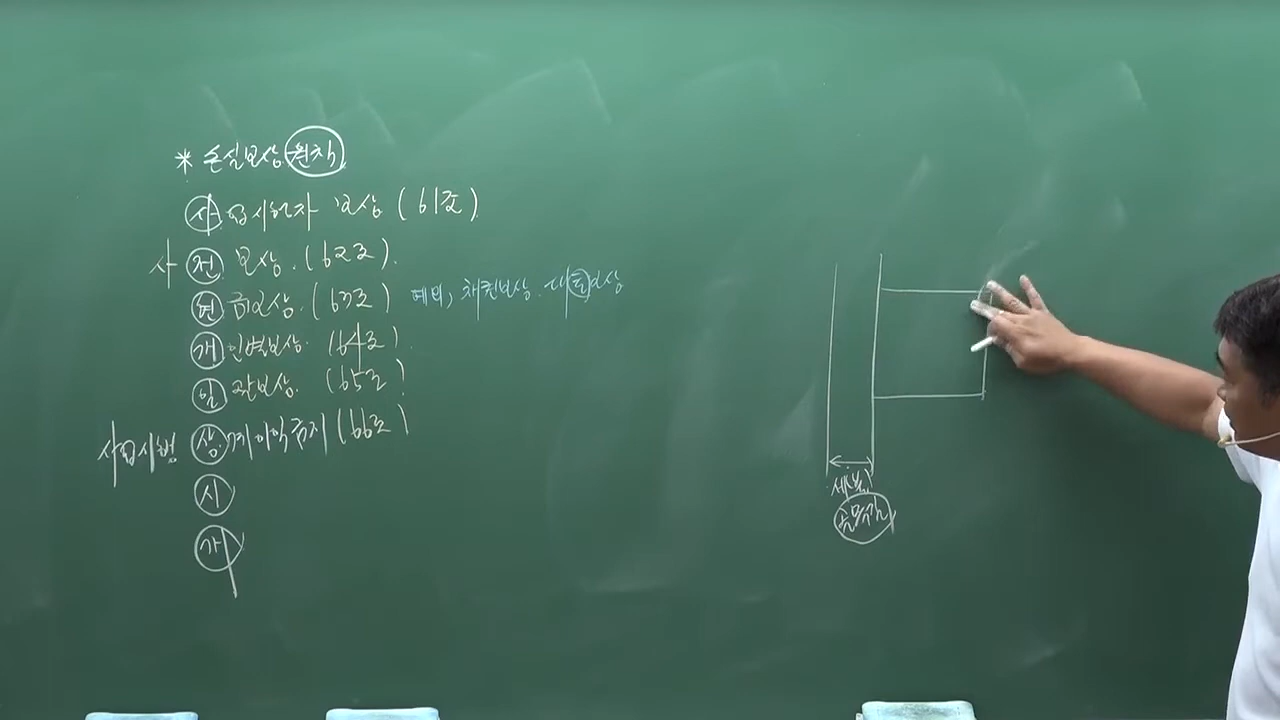 * 손실보상 원칙
사업시행자 보상 (61조)
사 전 보상. (62조).
현 금보상. (63조) 예외, 채권보상. 대토보상
개 인별보상. (64조).
일 괄보상. (65조)
사업시행 상 계이익금지 (66조)
시
가
세(로)